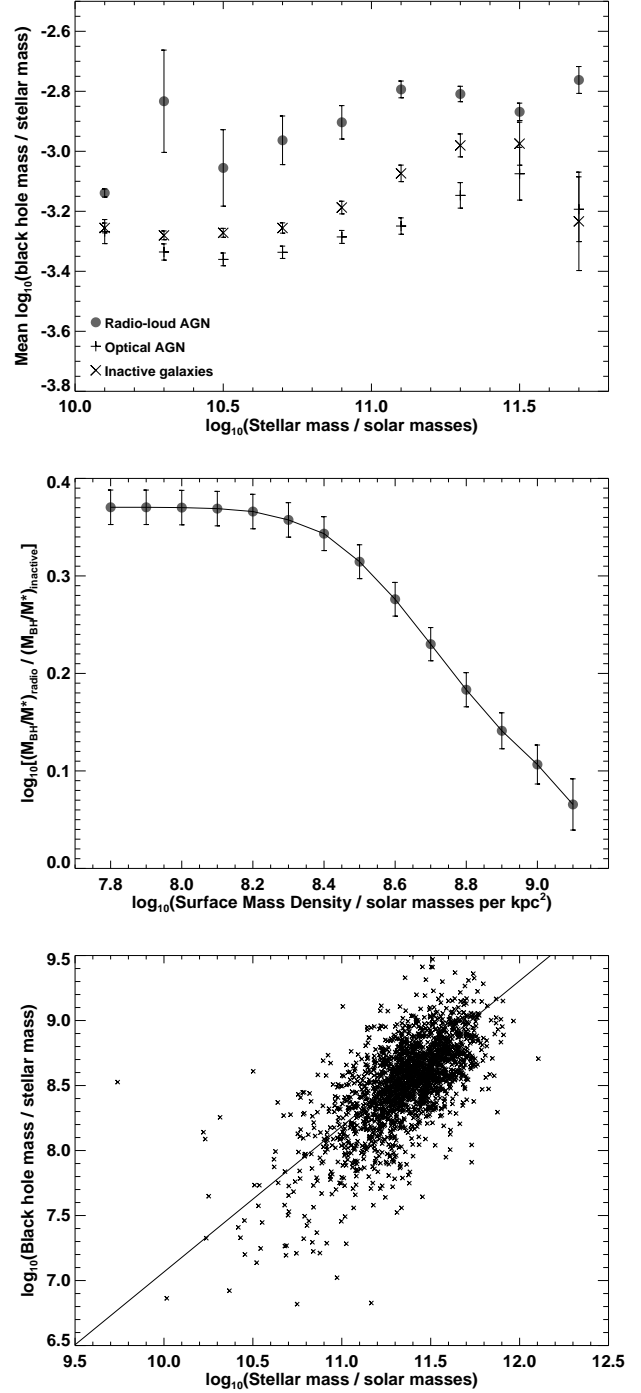 Mean log10(black hole mass / stellar mass)
-2.6
-2.8
-3.0
-3.2
-3.4
-3.6
-3.8
Radio-loud AGN
Optical AGN
Inactive galaxies
10.0 10.5 11.0 11.5
log10(Stellar mass / solar masses)
log10[(MBH/M*)radio / (MBH/M*)inactive]
0.4
0.3
0.2
0.1
0.0
7.8 8.0 8.2 8.4 8.6 8.8 9.0
log10(Surface Mass Density / solar masses per kpc2)
log10(Black hole mass / stellar mass)
9.5
9.0
8.5
8.0
7.5
7.0
6.5
9.5 10.0 10.5 11.0 11.5 12.0 12.5
log10(Stellar mass / solar masses)